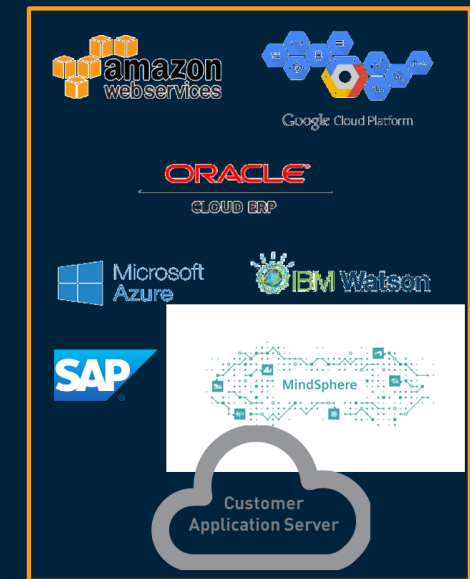 amazon
webservices
Google Cloud Platform
ORACLE
CLOUD ERP
Microsoft
Azure
IBM Watson
SAP
MindSphere
Customer
Application Server